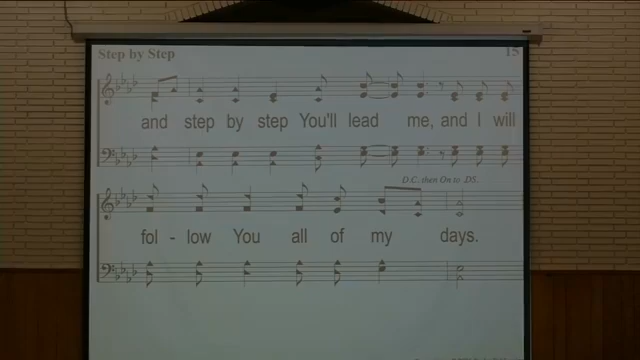 Step by Step 15
and step by step You'll lead me, and I will
D.C. then On to D5.
fol - low You all of my days.